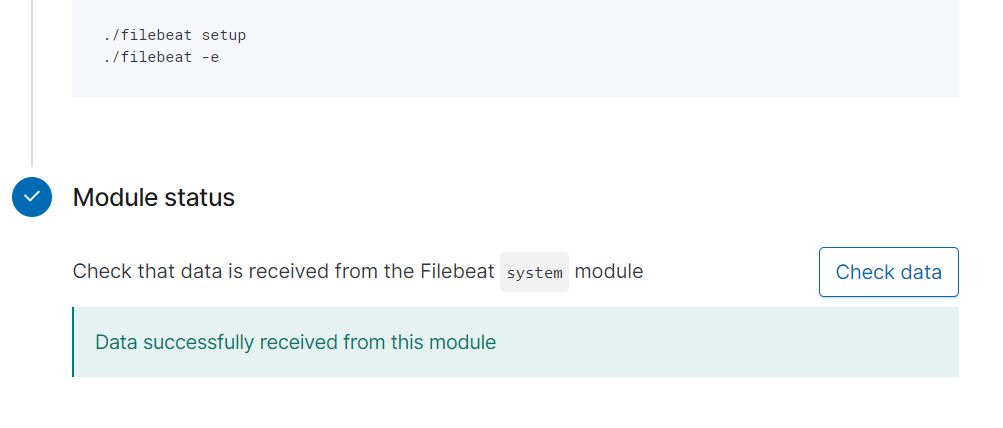 ./filebeat setup
./filebeat -e
Module status
Check that data is received from the Filebeat system module
Check data
Data successfully received from this module